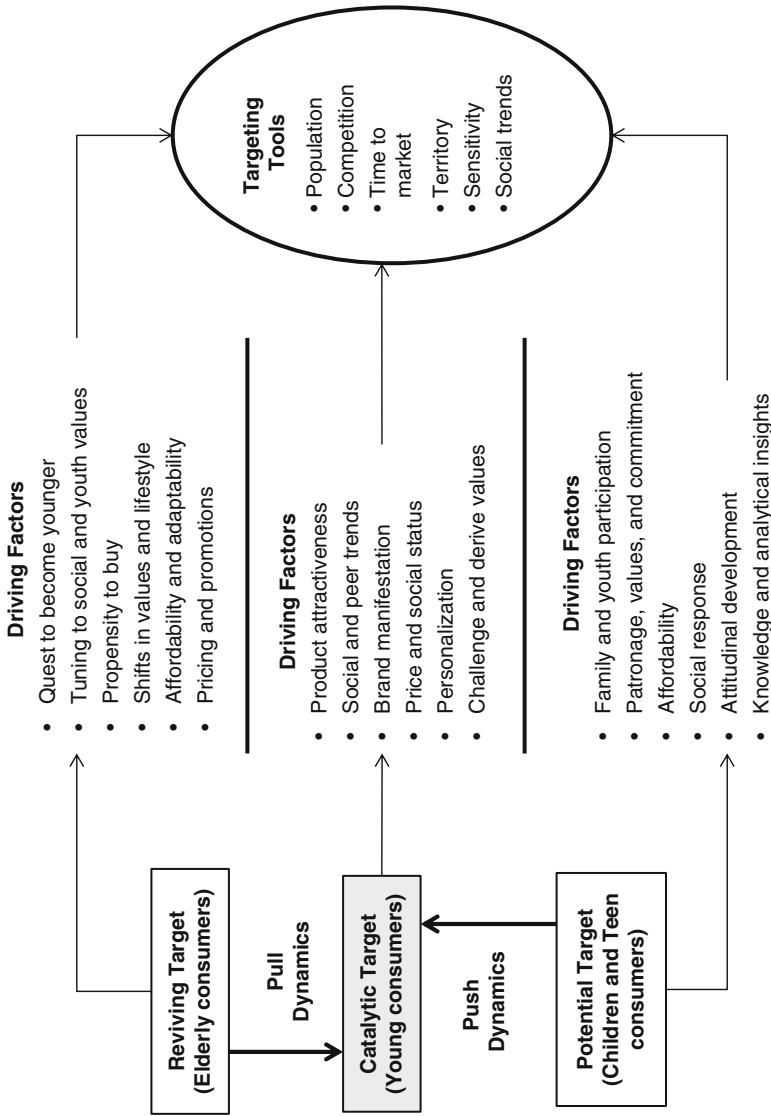 Reviving Target
(Elderly consumers)
Pull
Dynamics
Catalytic Target
(Young consumers)
Push
Dynamics
Potential Target
(Children and Teen
consumers)
Driving Factors
• Quest to become younger
• Tuning to social and youth values
• Propensity to buy
• Shifts in values and lifestyle
• Affordability and adaptability
• Pricing and promotions
Driving Factors
• Product attractiveness
• Social and peer trends
• Brand manifestation
• Price and social status
• Personalization
• Challenge and derive values
Driving Factors
• Family and youth participation
• Patronage, values, and commitment
• Affordability
• Social response
• Attitudinal development
• Knowledge and analytical insights
Targeting
Tools
• Population
• Competition
• Time to
market
• Territory
• Sensitivity
• Social trends